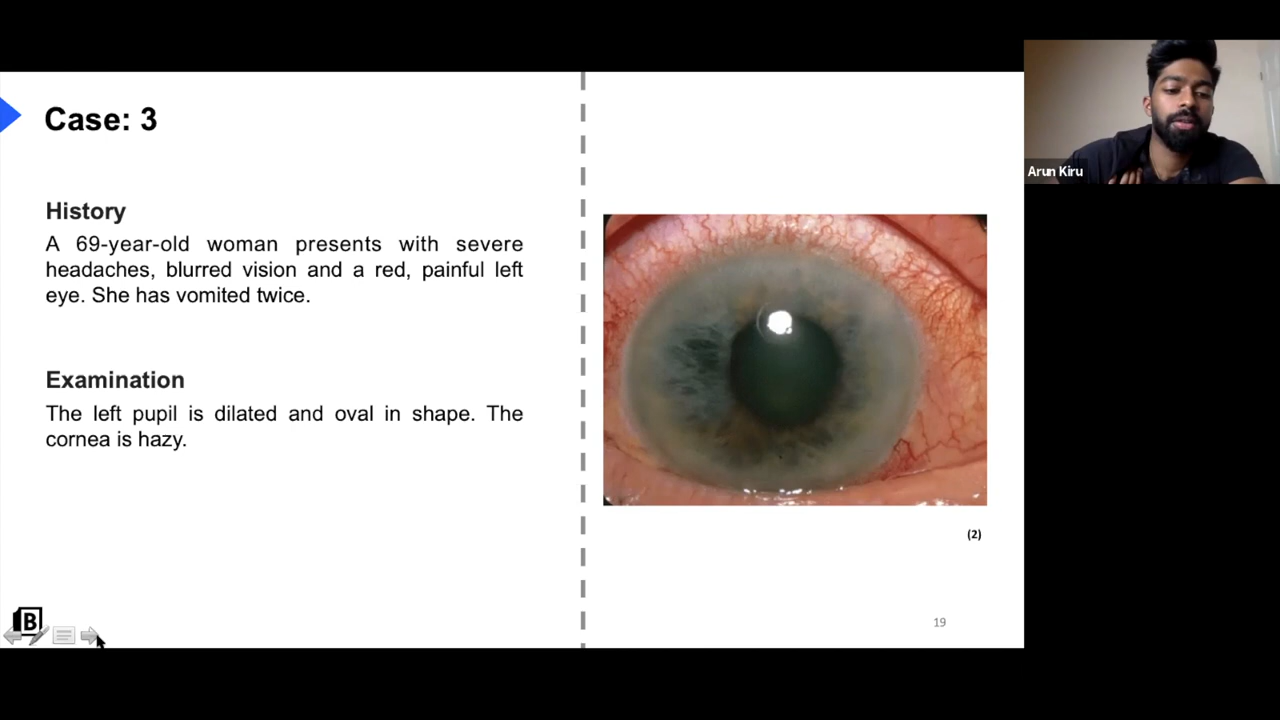 Case: 3
History
A 69-year-old woman presents with severe
headaches, blurred vision and a red, painful left
eye. She has vomited twice.
Examination
The left pupil is dilated and oval in shape. The
cornea is hazy.
(2)
19
B
Arun Kiru